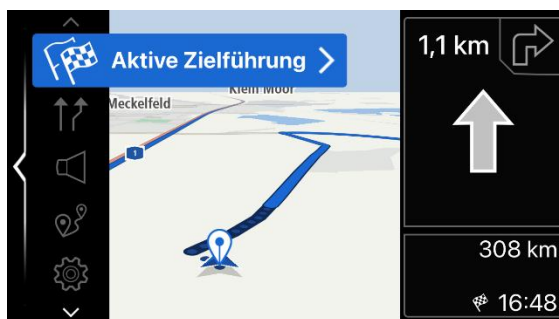 Aktive Zielführung
Klein Moor
Meckelfeld
1
1,1 km
308 km
16:48